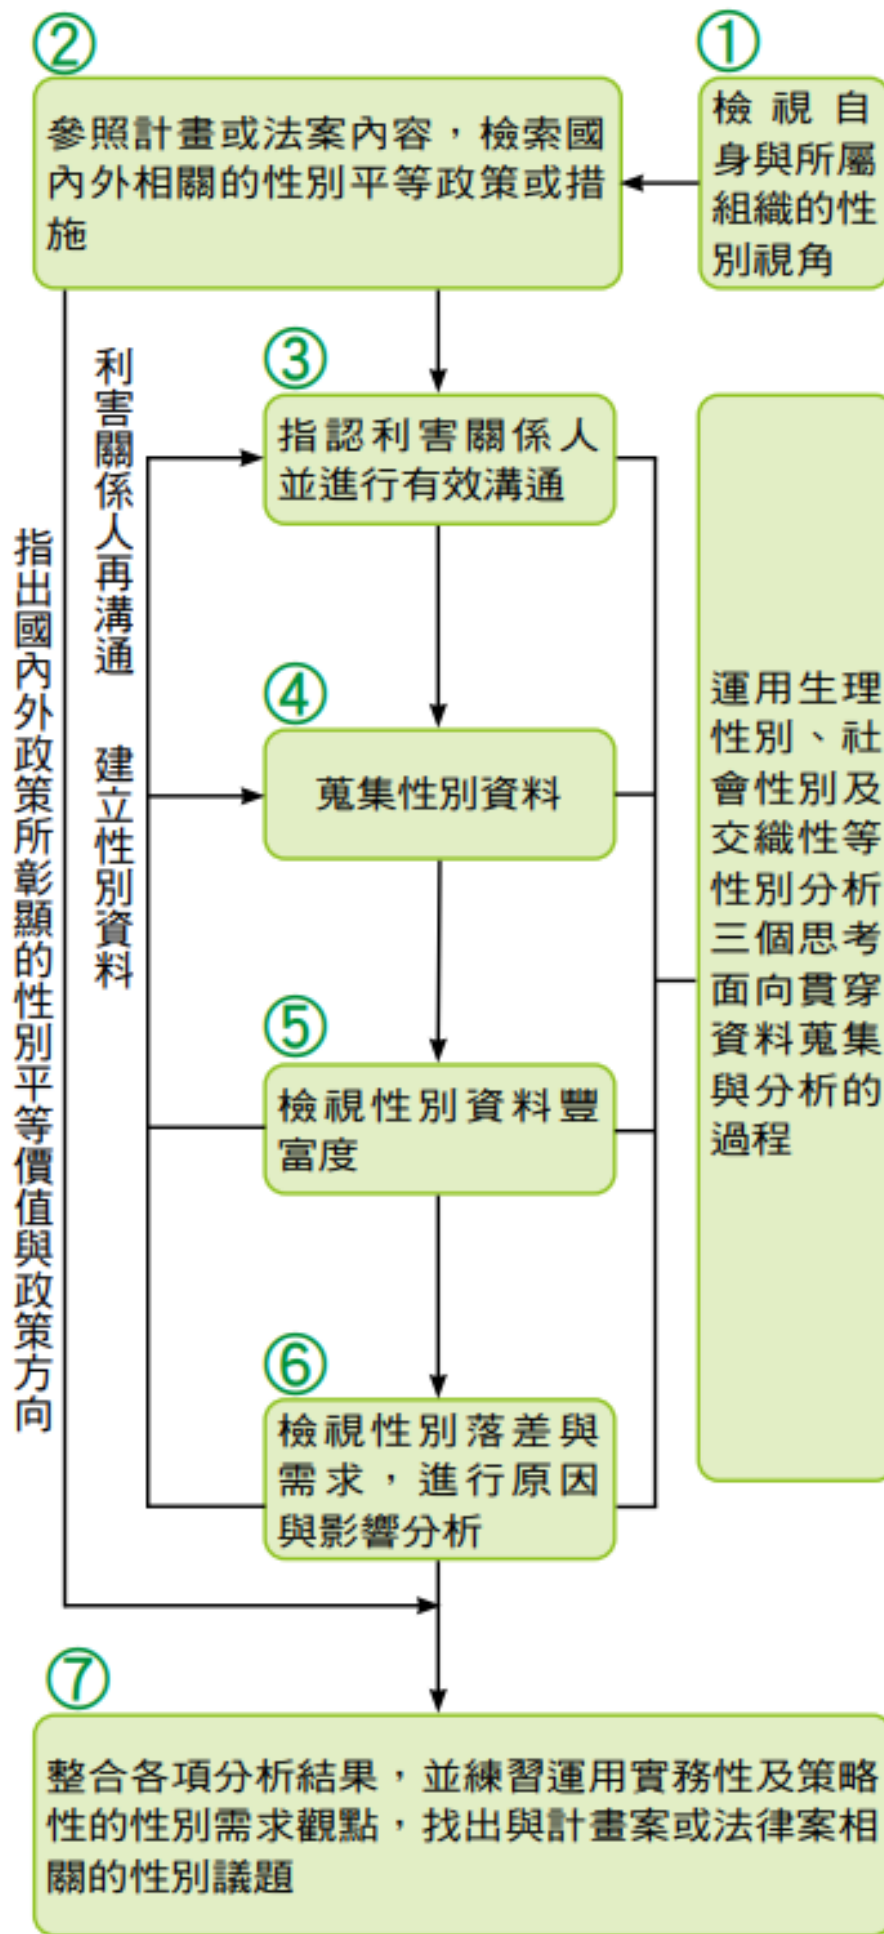 ①
檢視自
身與所屬
組織的性
別視角
②
參照計畫或法案內容，檢索國
內外相關的性別平等政策或措
施
③
指認利害關係人
並進行有效溝通
④
蒐集性別資料
⑤
檢視性別資料豐
富度
⑥
檢視性別落差與
需求，進行原因
與影響分析
利害關係人再溝通
建立性別資料
指出國內外政策所彰顯的性別平等價值與政策方向
運用生理
性別、社
會性別及
交織性等
性別分析
三個思考
面向貫穿
資料蒐集
與分析的
過程
⑦
整合各項分析結果，並練習運用實務性及策略
性的性別需求觀點，找出與計畫案或法律案相
關的性別議題